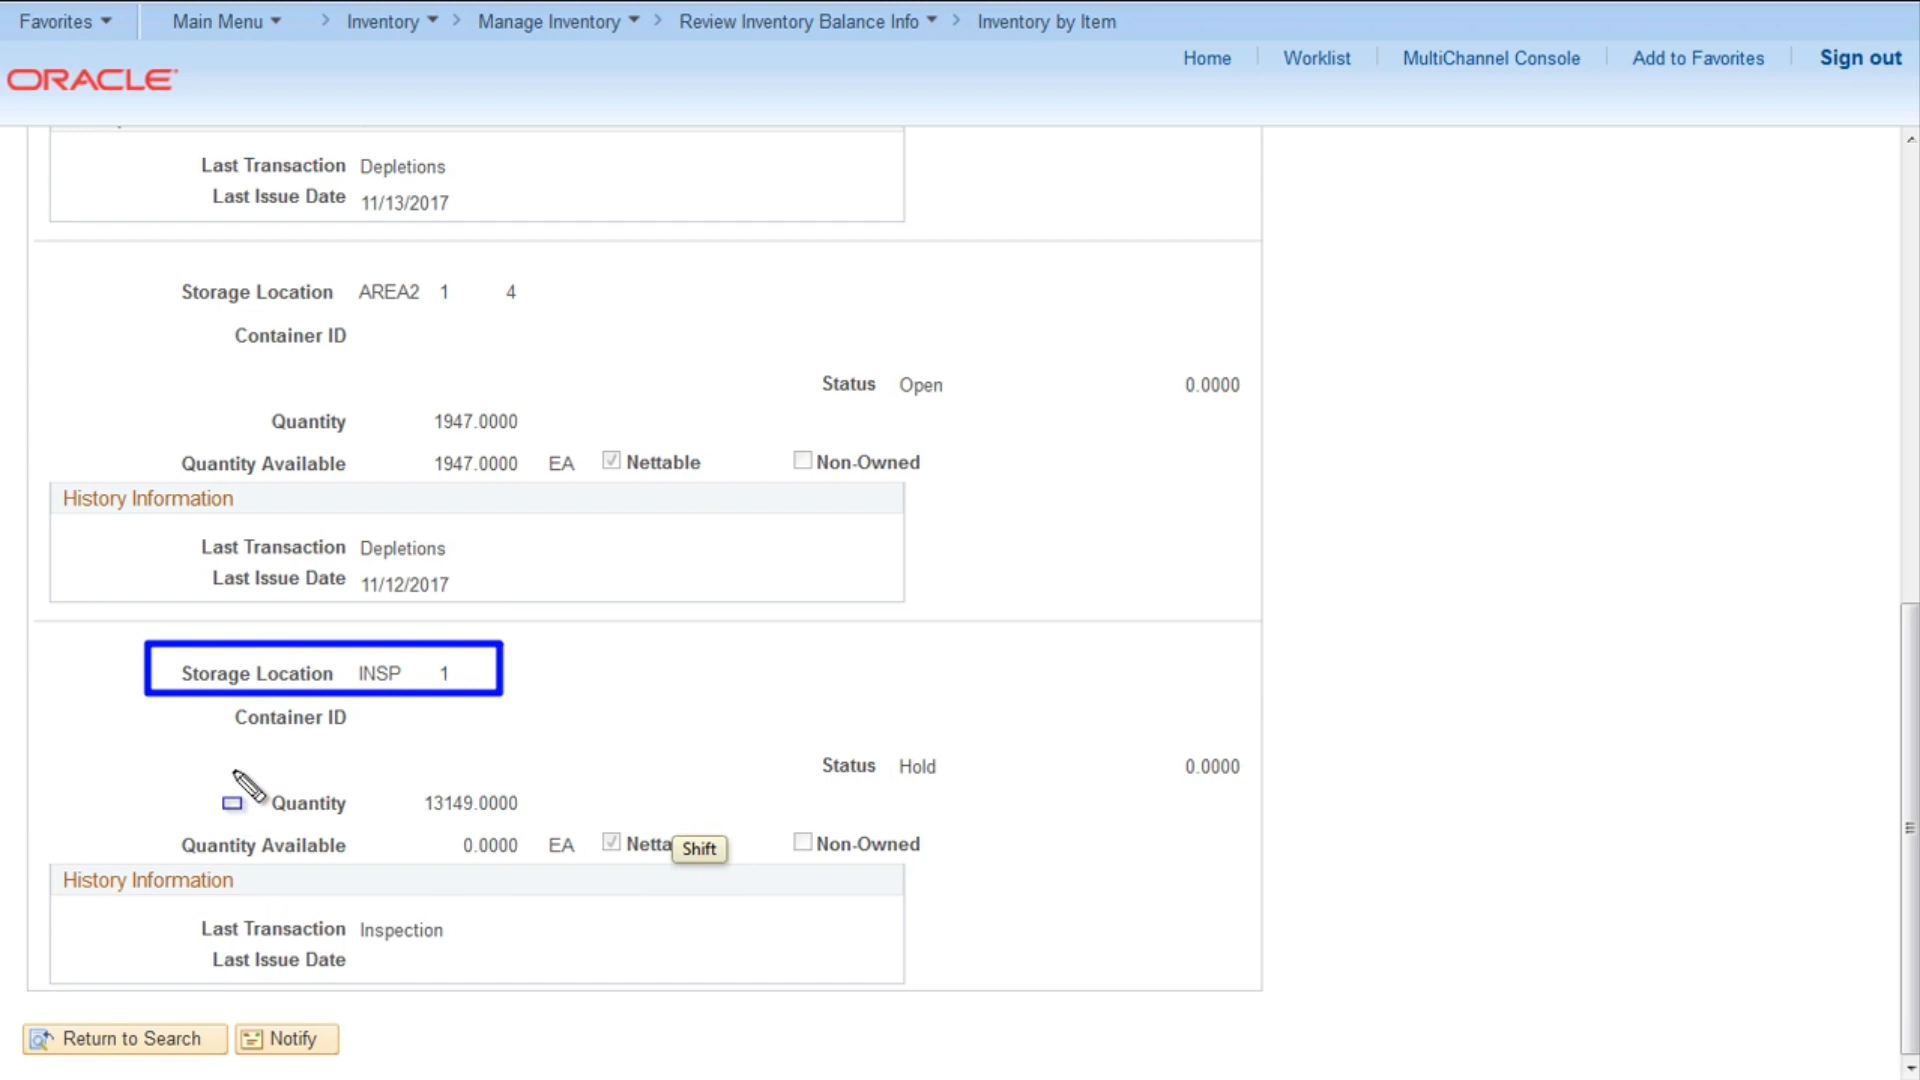 Favorites Main Menu > Inventory > Manage Inventory > Review Inventory Balance Info > Inventory by Item
Home Worklist MultiChannel Console Add to Favorites Sign out
ORACLE
Last Transaction Depletions
Last Issue Date 11/13/2017
Storage Location AREA2 1 4
Container ID
Status Open 0.0000
Quantity 1947.0000
Quantity Available 1947.0000 EA Nettable Non-Owned
History Information
Last Transaction Depletions
Last Issue Date 11/12/2017
Storage Location INSP 1
Container ID
Status Hold 0.0000
Quantity 13149.0000
Quantity Available 0.0000 EA Netta Shift Non-Owned
History Information
Last Transaction Inspection
Last Issue Date
Return to Search Notify